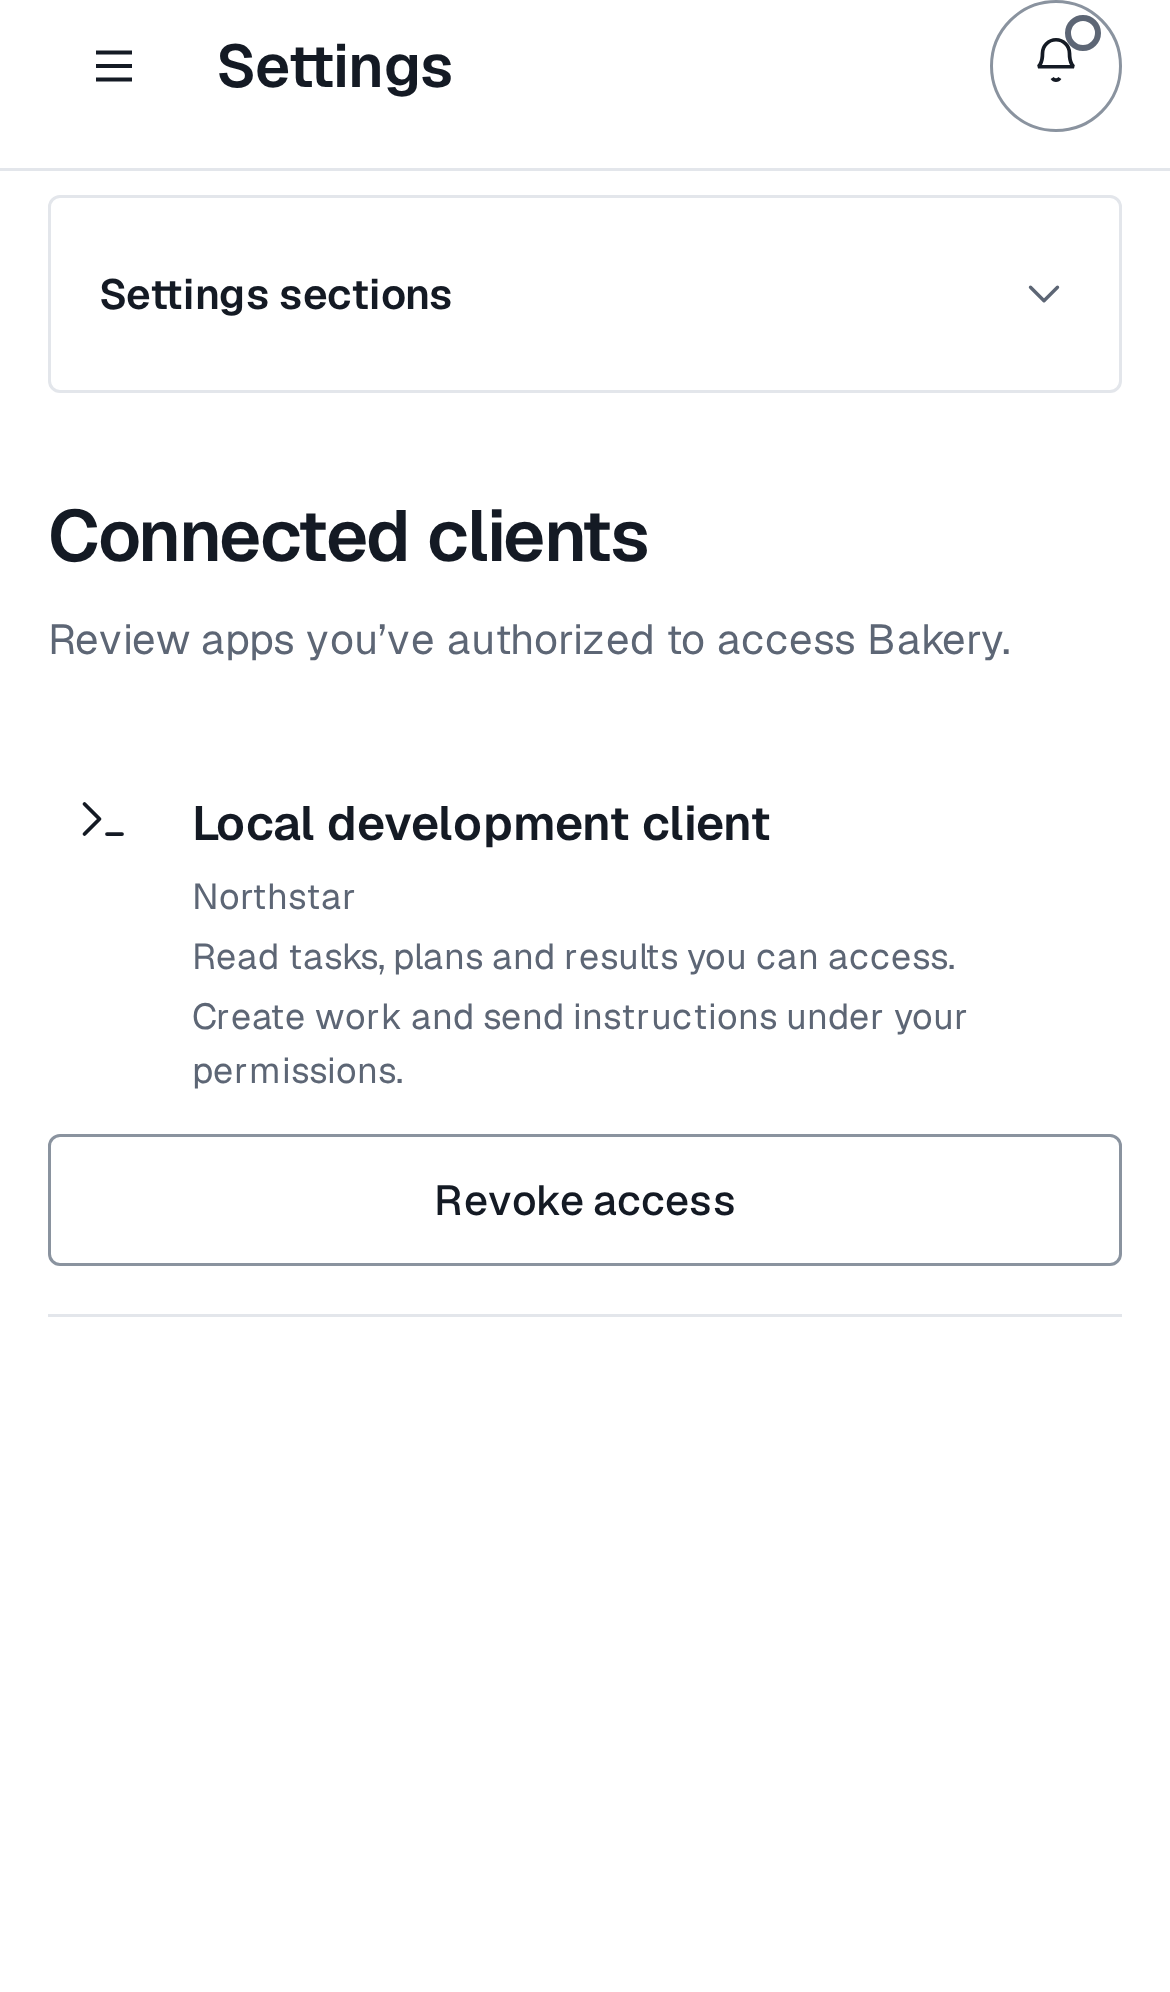 Settings
Settings sections
Connected clients
Review apps you’ve authorized to access Bakery.
Local development client
Northstar
Read tasks, plans and results you can access.
Create work and send instructions under your
permissions.
Revoke access